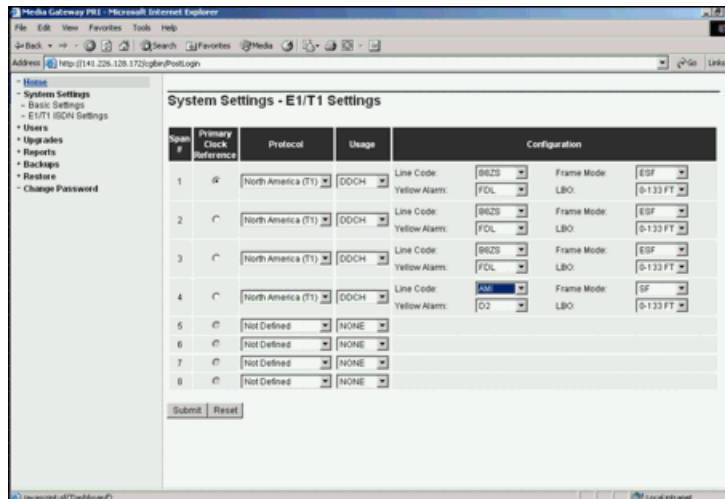 Media Gateway PRI - Microsoft Internet Explorer
File Edit View Favorites Tools Help
Back Search Favorites Media
Address http://141.226.128.172/cgibin/PostLogin Go Links
Home
System Settings
Basic Settings
E1/T1 ISDN Settings
Users
Upgrades
Reports
Backups
Restore
Change Password
System Settings - E1/T1 Settings
Span # Primary Clock Reference Protocol Usage Configuration
1 North America (T1) DDCH Line Code: B8ZS Frame Mode: ESF
Yellow Alarm: FDL LBO: 0-133 FT
2 North America (T1) DDCH Line Code: B8ZS Frame Mode: ESF
Yellow Alarm: FDL LBO: 0-133 FT
3 North America (T1) DDCH Line Code: B8ZS Frame Mode: ESF
Yellow Alarm: FDL LBO: 0-133 FT
4 North America (T1) DDCH Line Code: AMI Frame Mode: SF
Yellow Alarm: D2 LBO: 0-133 FT
5 Not Defined NONE
6 Not Defined NONE
7 Not Defined NONE
8 Not Defined NONE
Submit Reset
Local intranet